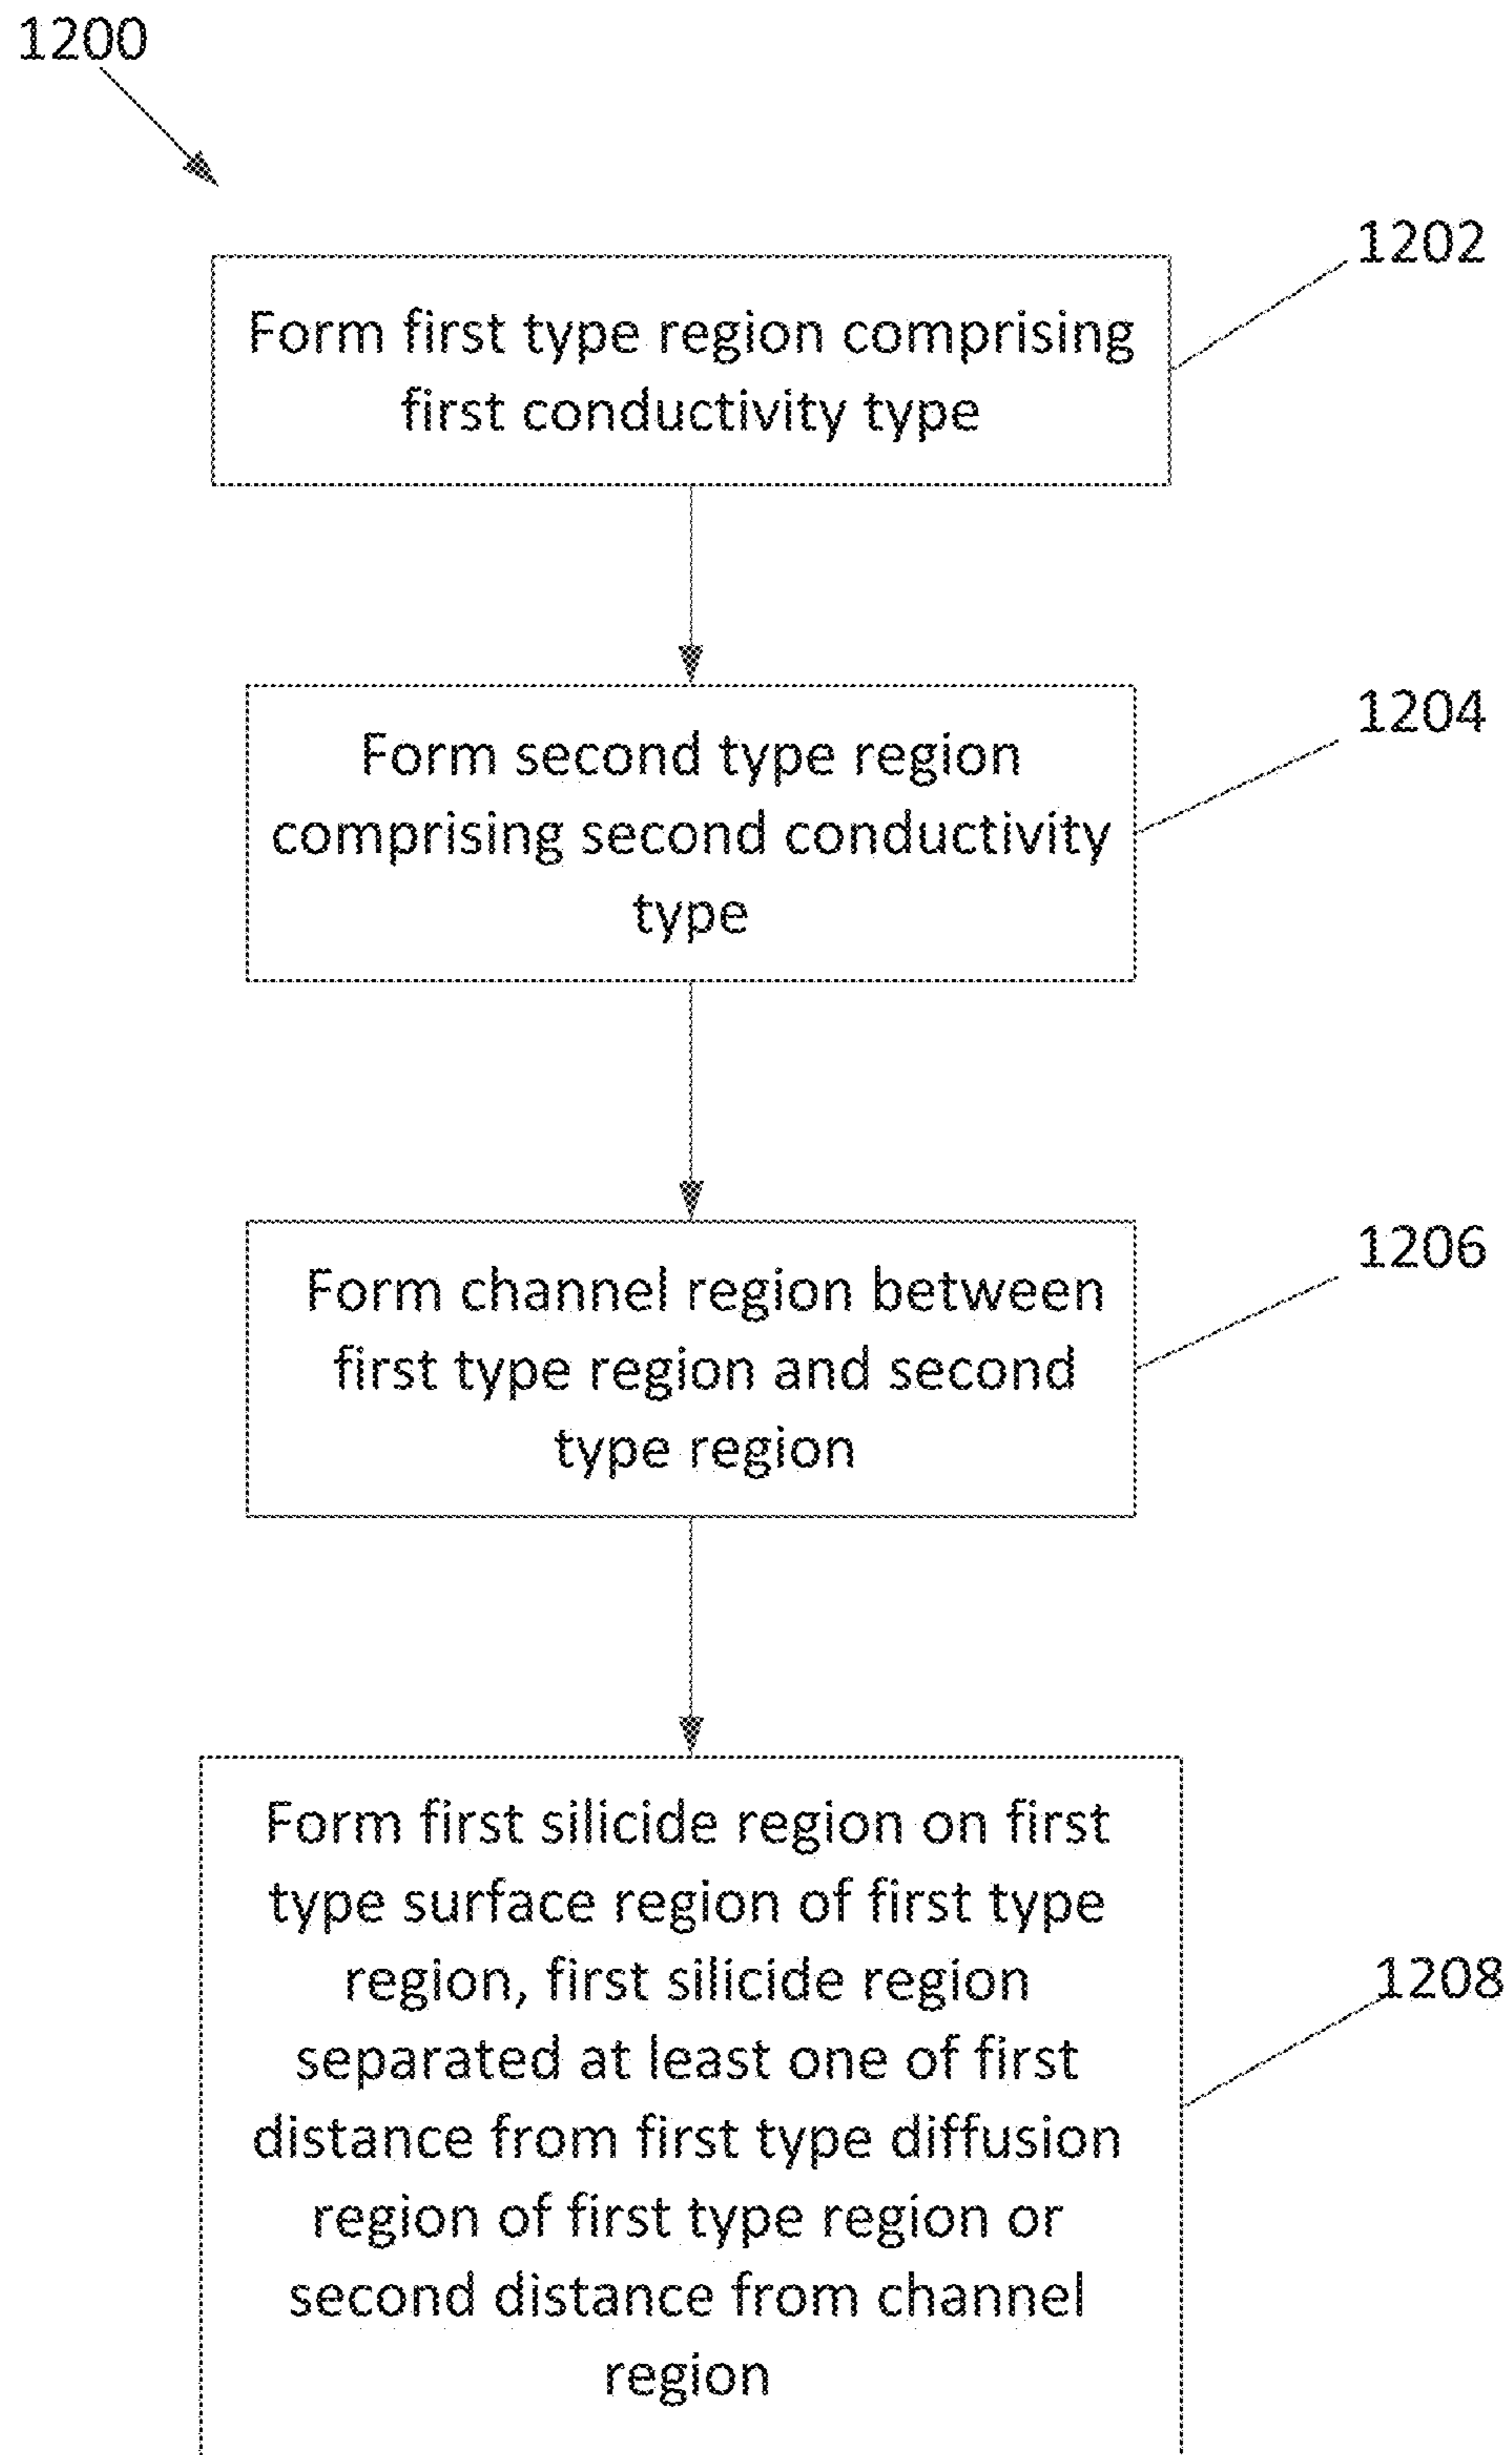 1200
1202
Form first type region comprising
first conductivity type
1204
Form second type region
comprising second conductivity
type
1206
Form channel region between
first type region and second
type region
Form first silicide region on first
type surface region of first type
region, first silicide region
1208
separated at least one of first
distance from first type diffusion
region of first type region or
second distance from channel
region